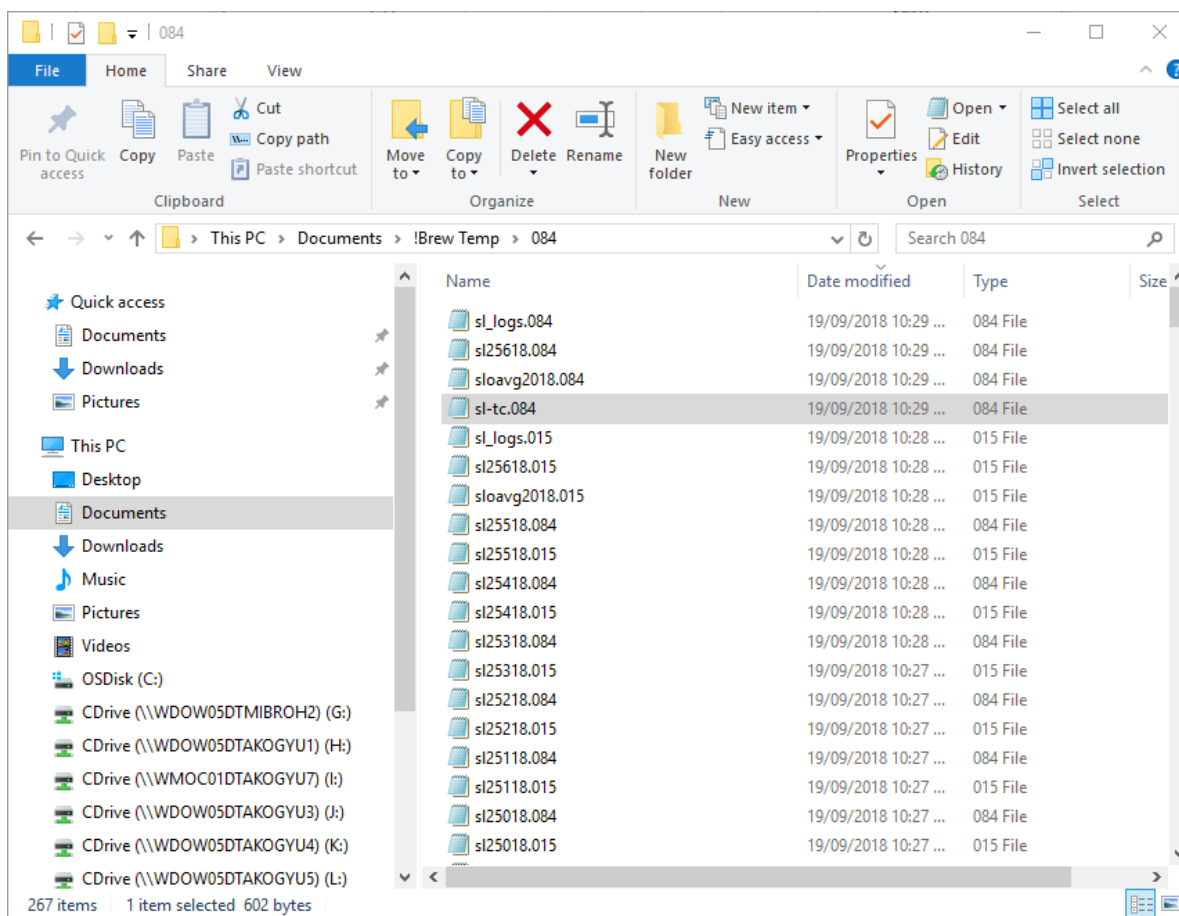 084
File Home Share View
Pin to Quick access
Copy
Paste
Cut
Copy path
Paste shortcut
Clipboard
Move to
Copy to
Delete
Rename
Organize
New folder
New item
Easy access
New
Properties
Open
Edit
History
Open
Select all
Select none
Invert selection
Select
This PC > Documents > !Brew Temp > 084
Search 084
Quick access
Documents
Downloads
Pictures
This PC
Desktop
Documents
Downloads
Music
Pictures
Videos
OSDisk (C:)
CDrive (\\WDOW05DTMIBROH2) (G:)
CDrive (\\WDOW05DTAKOGYU1) (H:)
CDrive (\\WMOC01DTAKOGYU7) (I:)
CDrive (\\WDOW05DTAKOGYU3) (J:)
CDrive (\\WDOW05DTAKOGYU4) (K:)
CDrive (\\WDOW05DTAKOGYU5) (L:)
Name Date modified Type Size
sl_logs.084 19/09/2018 10:29 ... 084 File
sl25618.084 19/09/2018 10:29 ... 084 File
sloavg2018.084 19/09/2018 10:29 ... 084 File
sl-tc.084 19/09/2018 10:29 ... 084 File
sl_logs.015 19/09/2018 10:28 ... 015 File
sl25618.015 19/09/2018 10:28 ... 015 File
sloavg2018.015 19/09/2018 10:28 ... 015 File
sl25518.084 19/09/2018 10:28 ... 084 File
sl25518.015 19/09/2018 10:28 ... 015 File
sl25418.084 19/09/2018 10:28 ... 084 File
sl25418.015 19/09/2018 10:28 ... 015 File
sl25318.084 19/09/2018 10:28 ... 084 File
sl25318.015 19/09/2018 10:27 ... 015 File
sl25218.084 19/09/2018 10:27 ... 084 File
sl25218.015 19/09/2018 10:27 ... 015 File
sl25118.084 19/09/2018 10:27 ... 084 File
sl25118.015 19/09/2018 10:27 ... 015 File
sl25018.084 19/09/2018 10:27 ... 084 File
sl25018.015 19/09/2018 10:27 ... 015 File
267 items 1 item selected 602 bytes